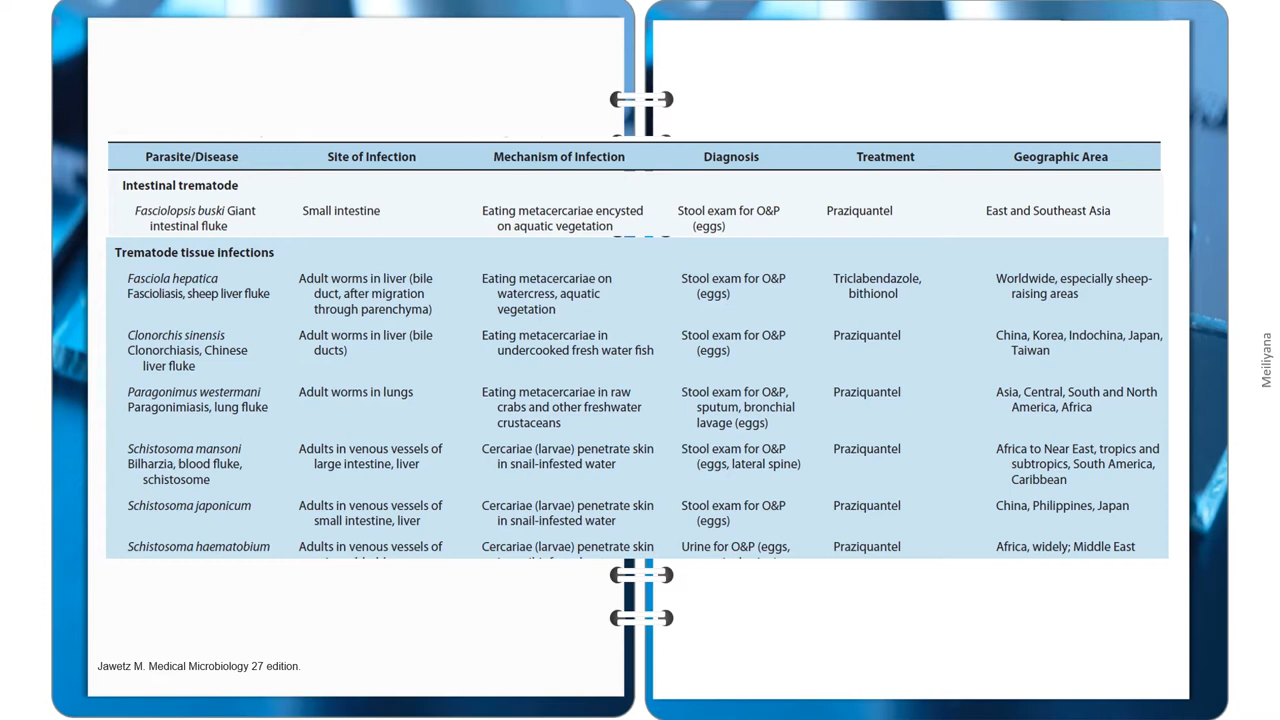 Parasite/Disease Site of Infection Mechanism of Infection Diagnosis Treatment Geographic Area
Intestinal trematode
Fasciolopsis buski Giant Small intestine Eating metacercariae encysted Stool exam for O&P Praziquantel East and Southeast Asia
intestinal fluke on aquatic vegetation (eggs)
Trematode tissue infections
Fasciola hepatica Adult worms in liver (bile Eating metacercariae on Stool exam for O&P Triclabendazole, Worldwide, especially sheep-
Fascioliasis, sheep liver fluke duct, after migration watercress, aquatic (eggs) bithionol raising areas
through parenchyma) vegetation
Clonorchis sinensis Adult worms in liver (bile Eating metacercariae in Stool exam for O&P Praziquantel China, Korea, Indochina, Japan,
Clonorchiasis, Chinese ducts) undercooked fresh water fish (eggs) Taiwan
liver fluke
Paragonimus westermani Adult worms in lungs Eating metacercariae in raw Stool exam for O&P, Praziquantel Asia, Central, South and North
Paragonimiasis, lung fluke crabs and other freshwater sputum, bronchial America, Africa
crustaceans lavage (eggs)
Schistosoma mansoni Adults in venous vessels of Cercariae (larvae) penetrate skin Stool exam for O&P Praziquantel Africa to Near East, tropics and
Bilharzia, blood fluke, large intestine, liver in snail-infested water (eggs, lateral spine) subtropics, South America,
schistosome Caribbean
Schistosoma japonicum Adults in venous vessels of Cercariae (larvae) penetrate skin Stool exam for O&P Praziquantel China, Philippines, Japan
small intestine, liver in snail-infested water (eggs)
Schistosoma haematobium Adults in venous vessels of Cercariae (larvae) penetrate skin Urine for O&P (eggs, Praziquantel Africa, widely; Middle East
Jawetz M. Medical Microbiology 27 edition.
Meiliyana